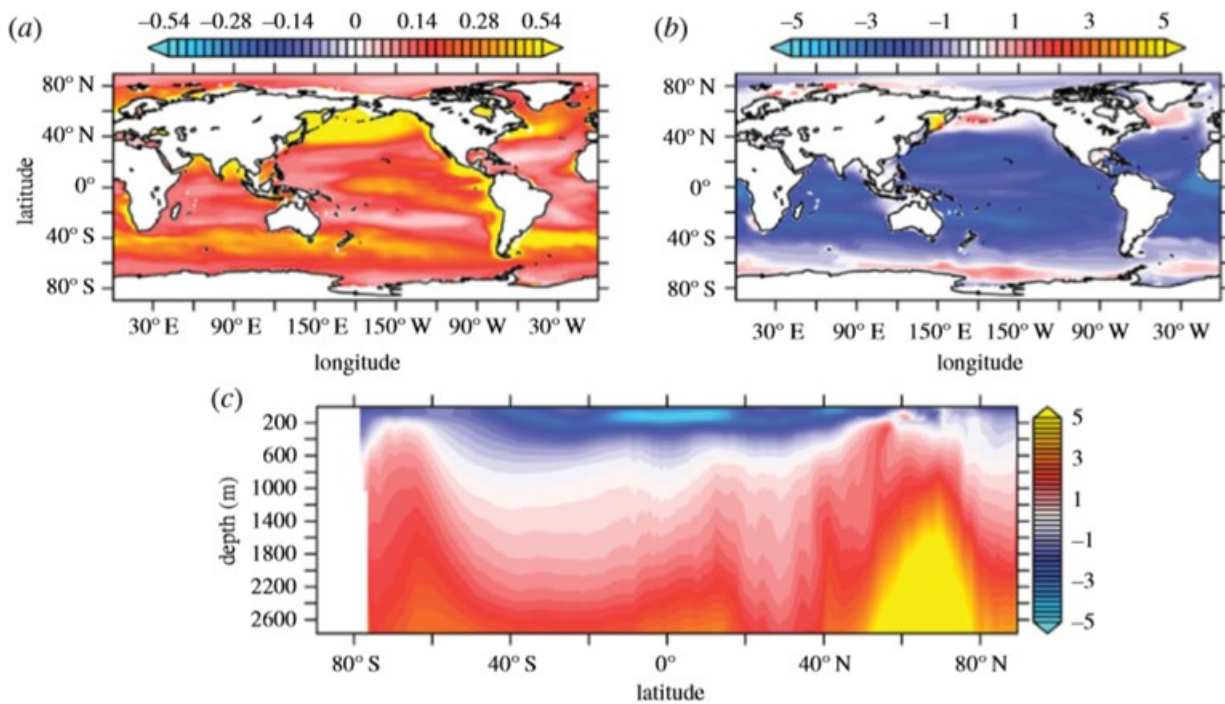 (a)
−0.54 −0.28 −0.14 0 0.14 0.28 0.54
80° N
40° N
0°
40° S
80° S
latitude
30° E 90° E 150° E 150° W 90° W 30° W
longitude
(b)
−5 −3 −1 1 3 5
80° N
40° N
0°
40° S
80° S
30° E 90° E 150° E 150° W 90° W 30° W
longitude
(c)
200
600
1000
1400
1800
2200
2600
depth (m)
80° S 40° S 0° 40° N 80° N
latitude
5
3
1
−1
−3
−5